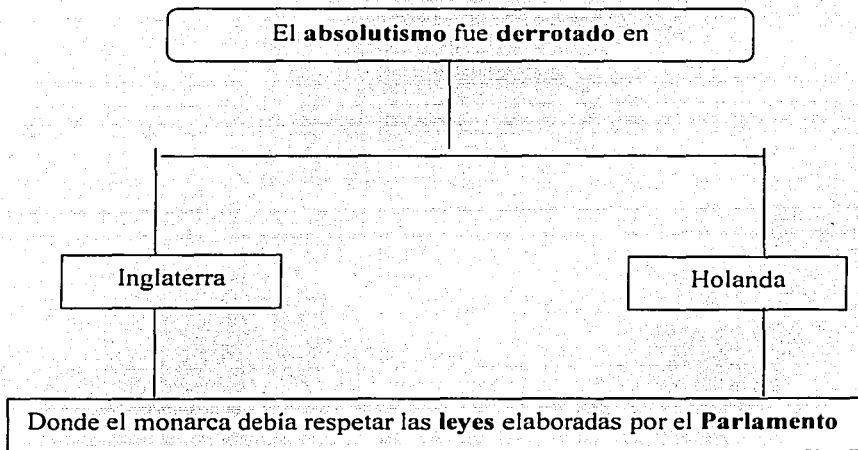 El absolutismo fue derrotado en
Inglaterra
Holanda
Donde el monarca debía respetar las leyes elaboradas por el Parlamento